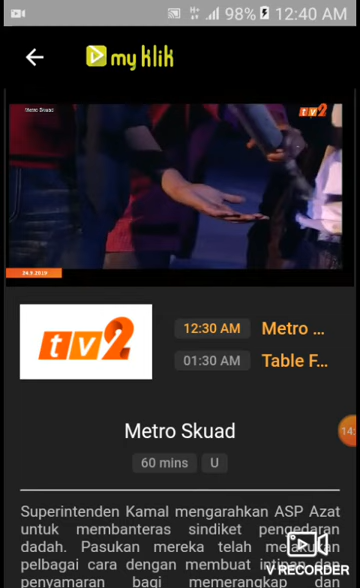 H+ 98% 12:40 AM
my klik
Metro Skuad
tv2
24.9.2019
tv2
12:30 AM Metro ...
01:30 AM Table F...
Metro Skuad
14:
60 mins U
Superintenden Kamal mengarahkan ASP Azat
untuk membanteras sindiket pengedaran
dadah. Pasukan mereka telah melakukan
pelbagai cara dengan membuat intipan dan
penyamaran bagi memerangkap dan
V RECORDER